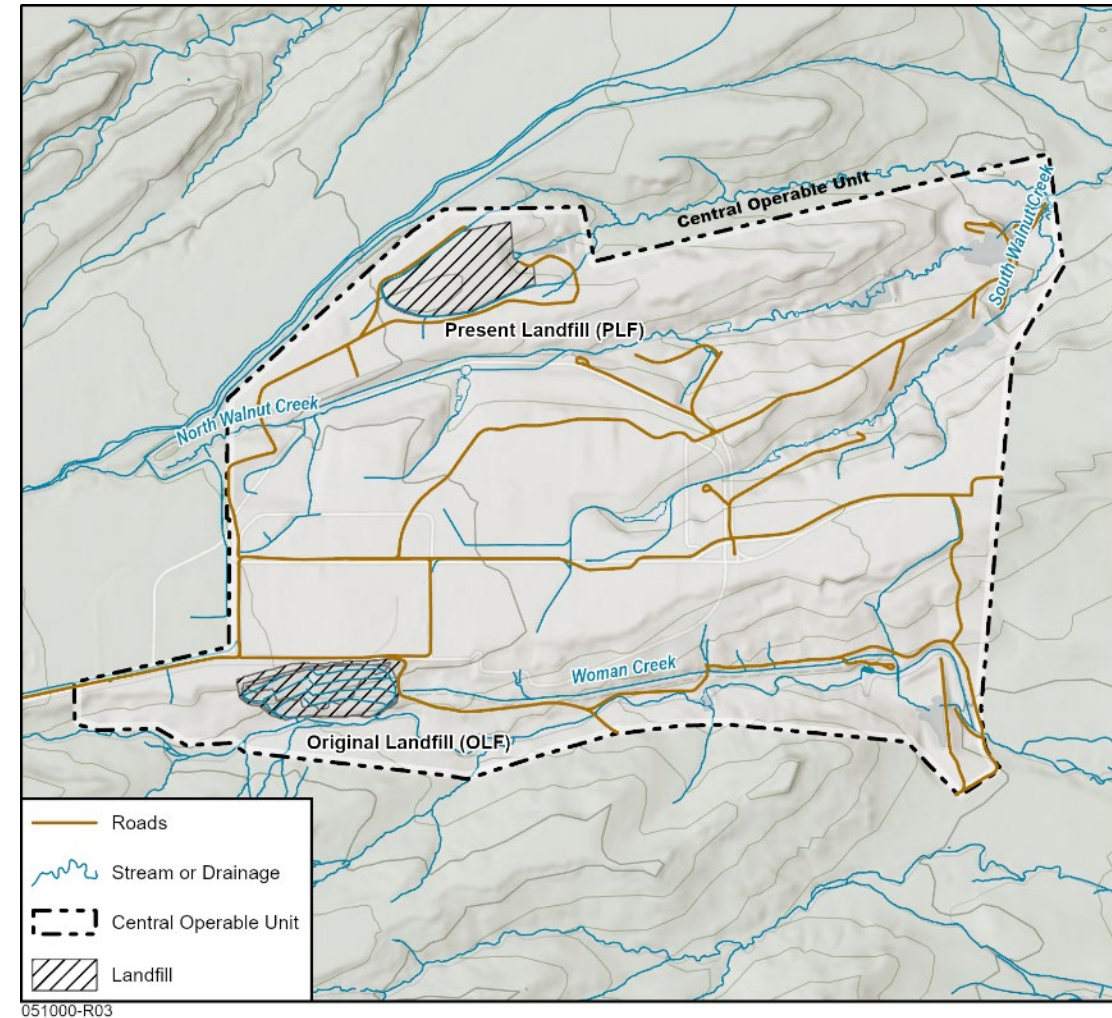 Central Operable Unit
South Walnut Creek
Present Landfill (PLF)
North Walnut Creek
Woman Creek
Original Landfill (OLF)
Roads
Stream or Drainage
Central Operable Unit
Landfill
051000-R03